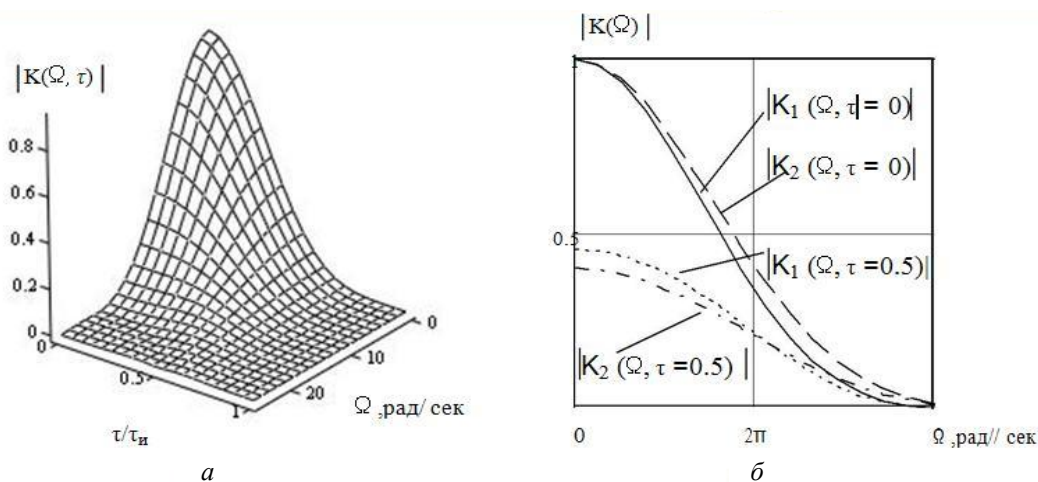 |K(Ω, τ)|
0.8
0.6
0.4
0.2
0
0
0.5
1
τ/τи
0
10
20
Ω ,рад/ сек
а
|K(Ω)|
1
0.5
|K1 (Ω, τ|= 0)|
|K2 (Ω, τ = 0)|
|K1 (Ω, τ =0.5)|
|K2 (Ω, τ =0.5) |
0
2π
Ω ,рад// сек
б